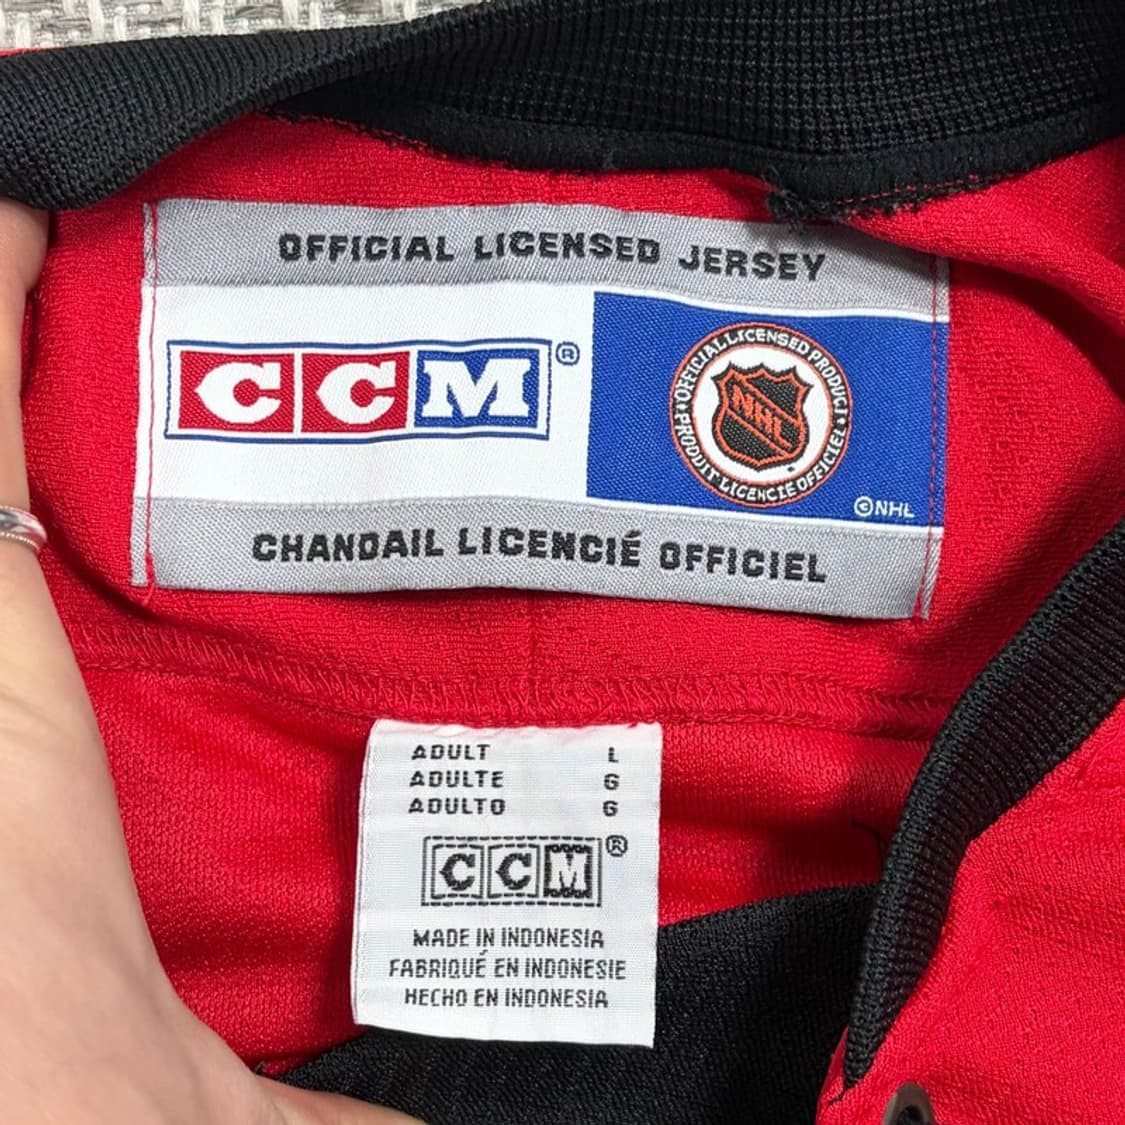 OFFICIAL LICENSED JERSEY
CCM®
OFFICIAL LICENSED PRODUCT
NHL
PRODUIT LICENCIE OFFICIEL
©NHL
CHANDAIL LICENCIÉ OFFICIEL
ADULT L
ADULTE G
ADULTO G
CCM®
MADE IN INDONESIA
FABRIQUÉ EN INDONESIE
HECHO EN INDONESIA